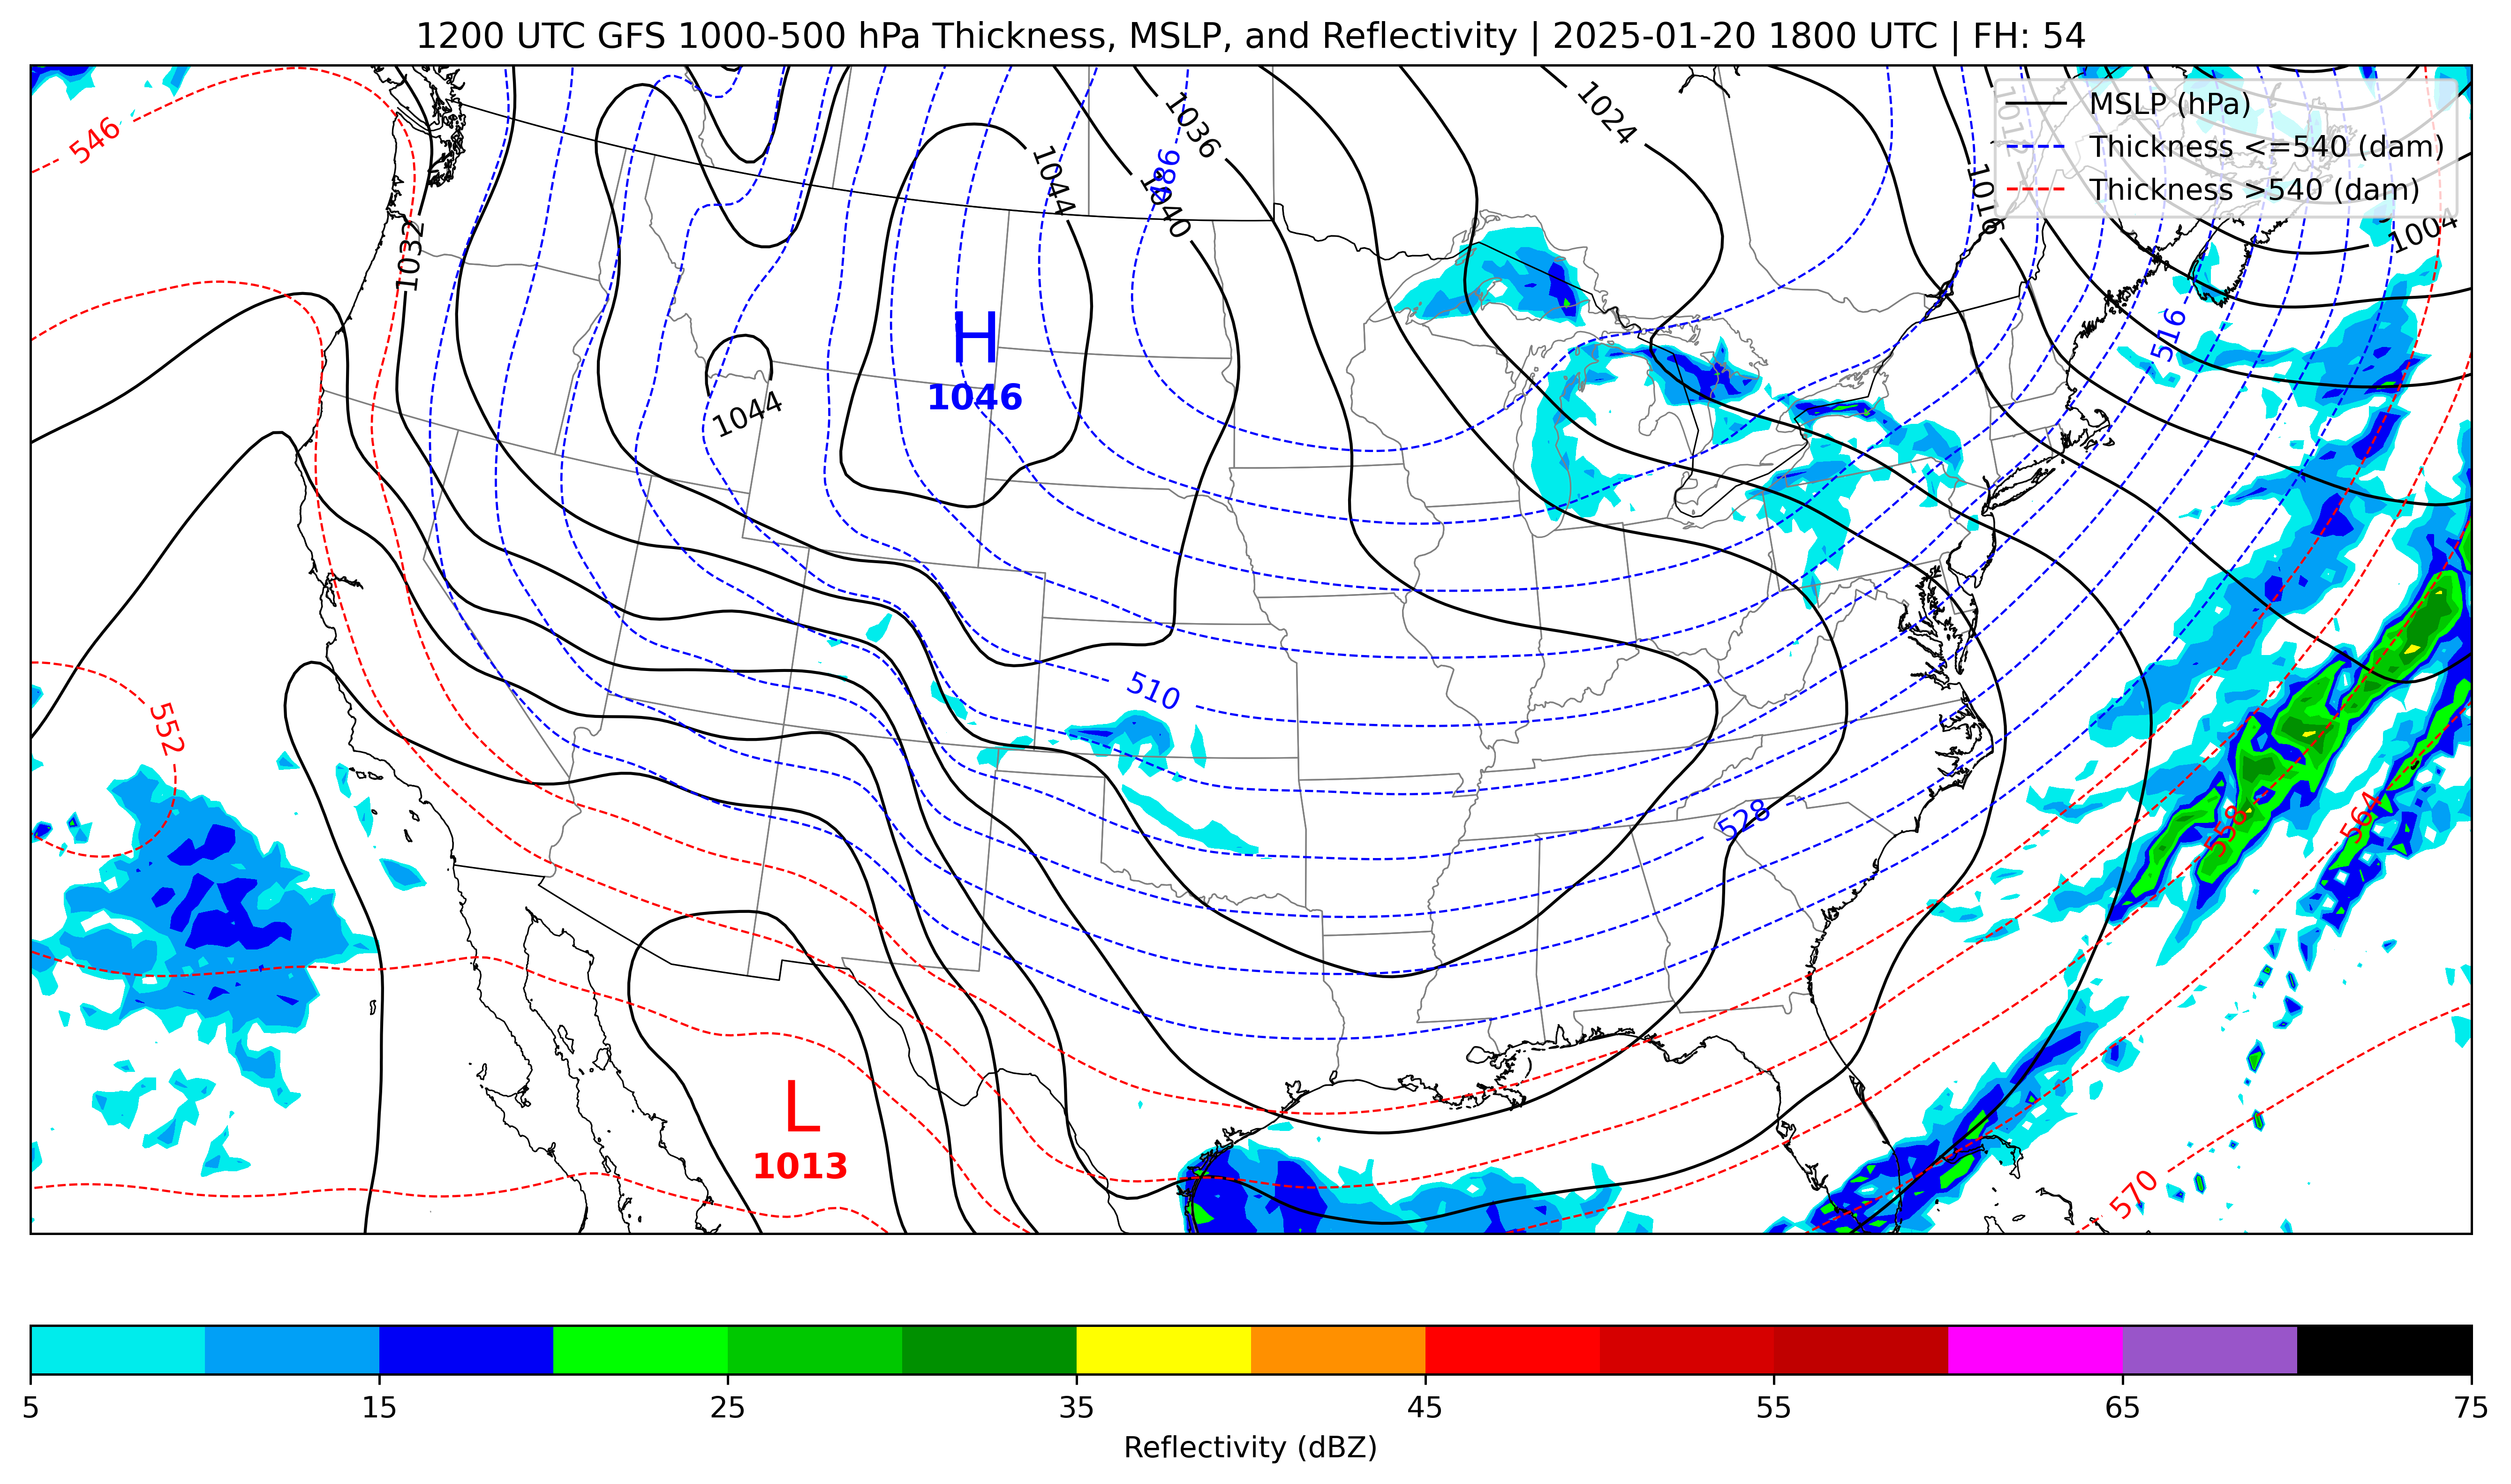 1200 UTC GFS 1000-500 hPa Thickness, MSLP, and Reflectivity | 2025-01-20 1800 UTC | FH: 54
MSLP (hPa)
Thickness <=540 (dam)
Thickness >540 (dam)
546
1036
1024
1012
486
1044
1040
1016
1004
1032
H
1046
516
1044
510
552
528
558
564
L
1013
570
5 15 25 35 45 55 65 75
Reflectivity (dBZ)